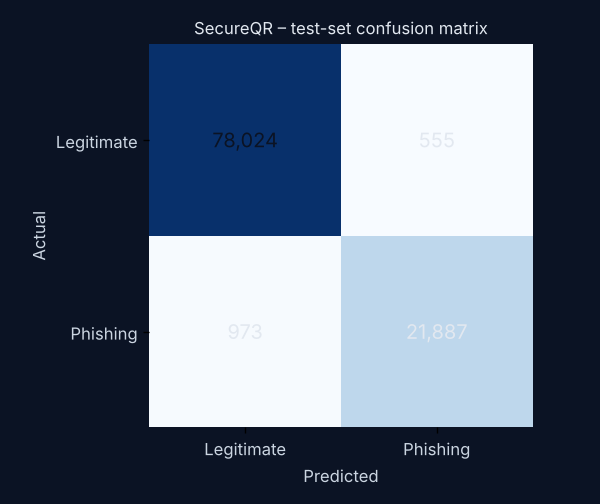 SecureQR – test-set confusion matrix
Legitimate
78,024
555
Actual
Phishing
973
21,887
Legitimate
Phishing
Predicted